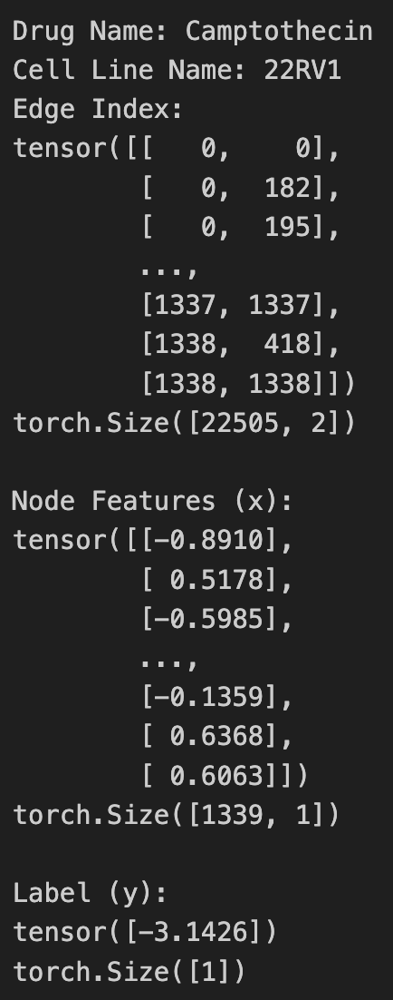 Drug Name: Camptothecin
Cell Line Name: 22RV1
Edge Index:
tensor([[   0,    0],
        [   0,  182],
        [   0,  195],
        ...,
        [1337, 1337],
        [1338,  418],
        [1338, 1338]])
torch.Size([22505, 2])

Node Features (x):
tensor([[-0.8910],
        [ 0.5178],
        [-0.5985],
        ...,
        [-0.1359],
        [ 0.6368],
        [ 0.6063]])
torch.Size([1339, 1])

Label (y):
tensor([-3.1426])
torch.Size([1])